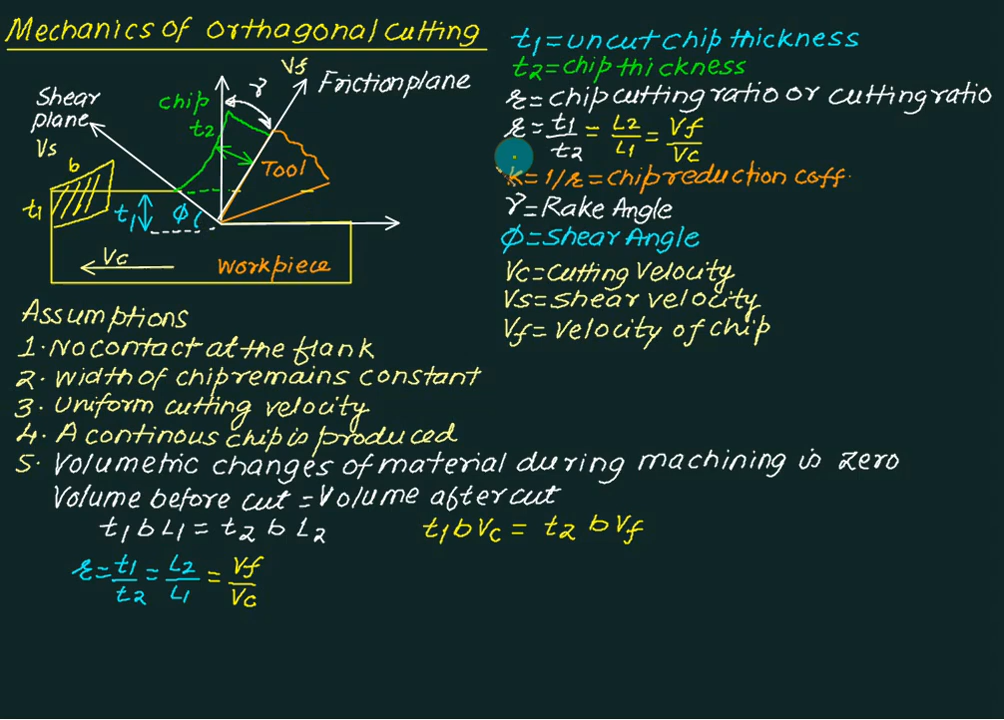 Mechanics of Orthagonal Cutting
Vf
Friction plane
γ
chip
t2
Shear
plane
Vs
b
Tool
t1
t1
φ
Vc
Workpiece
t1 = uncut chip thickness
t2 = chip thickness
r = chip cutting ratio or cutting ratio
r = t1/t2 = L2/L1 = Vf/Vc
K = 1/r = chip reduction coff.
γ = Rake Angle
φ = Shear Angle
Vc = Cutting Velocity
Vs = shear velocity
Vf = Velocity of chip
Assumptions
1. No contact at the flank
2. Width of chip remains constant
3. Uniform cutting velocity
4. A continous chip is produced
5. Volumetric changes of material during machining is zero
Volume before cut = Volume after cut
t1 b L1 = t2 b L2
t1 b Vc = t2 b Vf
r = t1/t2 = L2/L1 = Vf/Vc